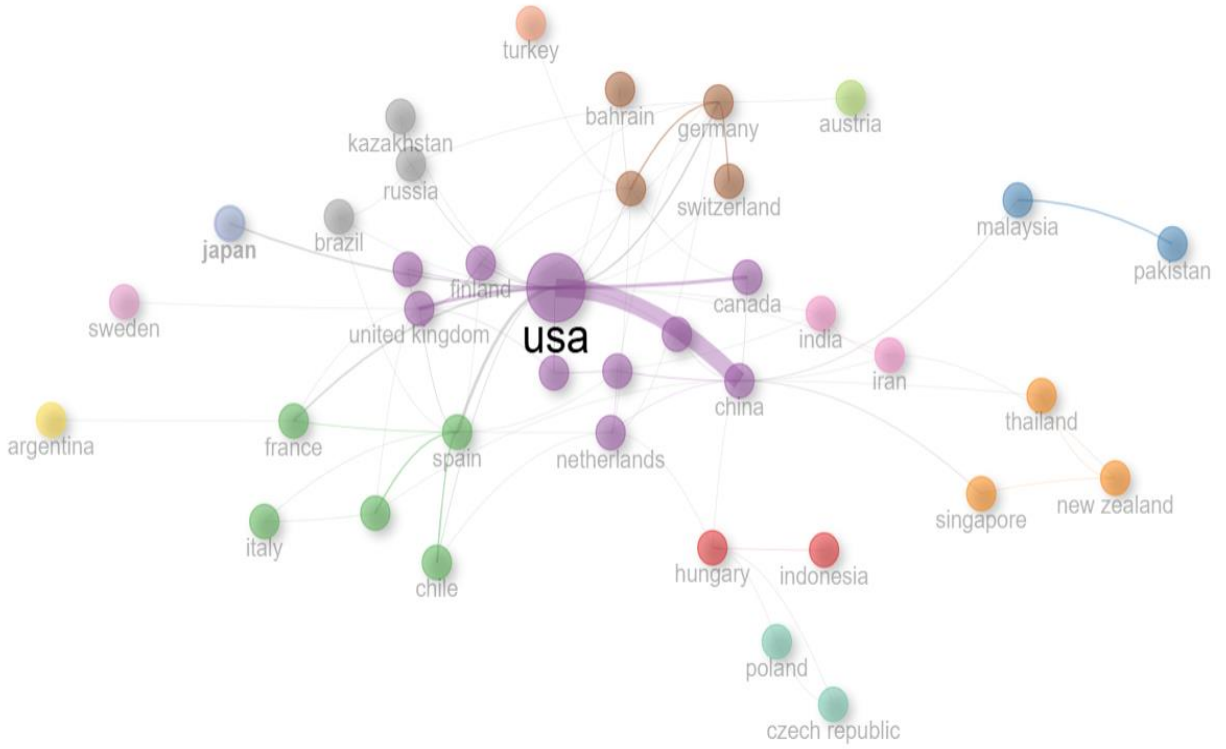 turkey
bahrain
germany
austria
kazakhstan
russia
switzerland
malaysia
japan
brazil
pakistan
finland
canada
sweden
united kingdom
usa
india
iran
china
thailand
argentina
france
spain
netherlands
new zealand
singapore
italy
chile
hungary
indonesia
poland
czech republic